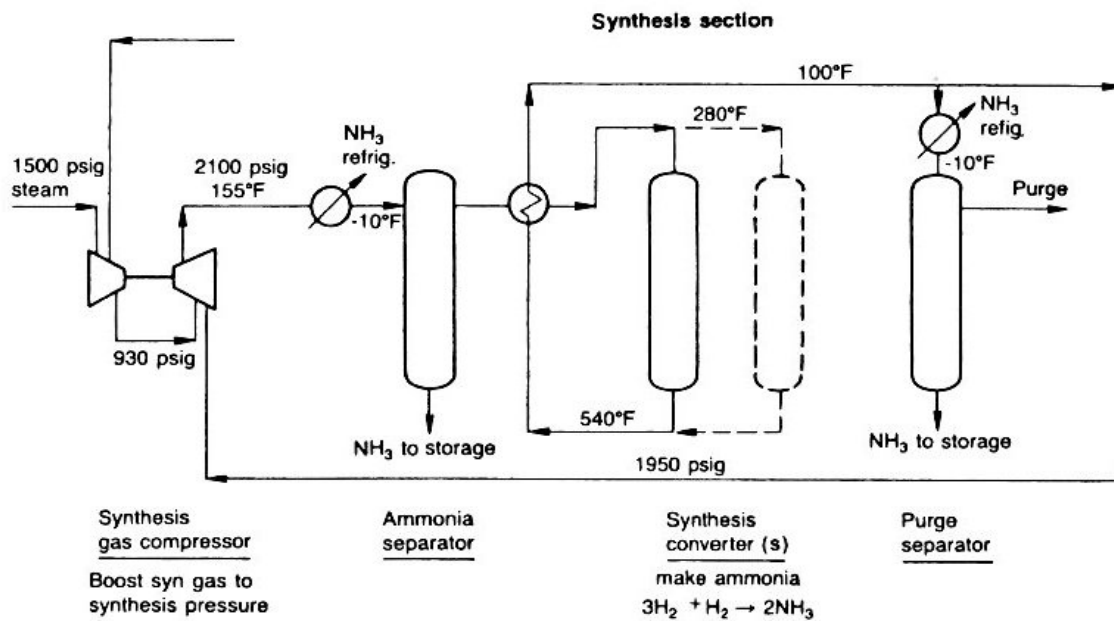 Synthesis section
100°F
280°F
NH₃
refig.
-10°F
Purge
1500 psig
steam
2100 psig
155°F
NH₃
refrig.
-10°F
930 psig
540°F
NH₃ to storage
NH₃ to storage
1950 psig
Synthesis
gas compressor
Boost syn gas to
synthesis pressure
Ammonia
separator
Synthesis
converter (s)
make ammonia
3H₂ + H₂ → 2NH₃
Purge
separator